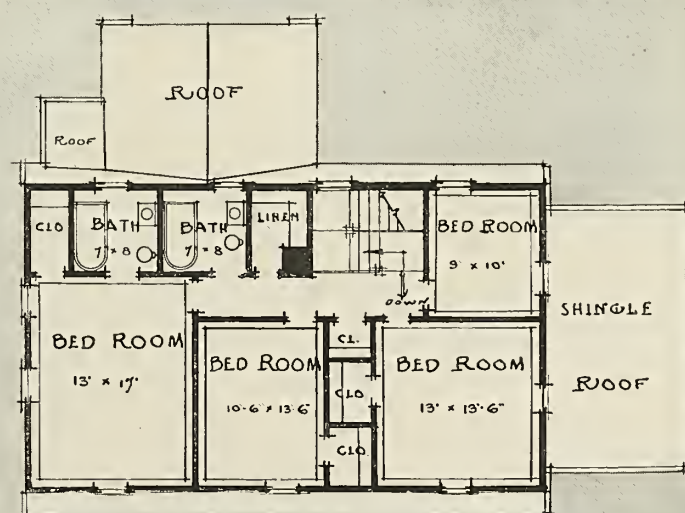 ROOF
ROOF
CLO
BATH
7' × 8
BATH
7' × 8
LINEN
BED ROOM
9' × 10'
DOWN
SHINGLE
ROOF
BED ROOM
13' × 17'
BED ROOM
10'-6" × 13'-6"
CL.
CLO
CLO.
BED ROOM
13' × 13'-6"